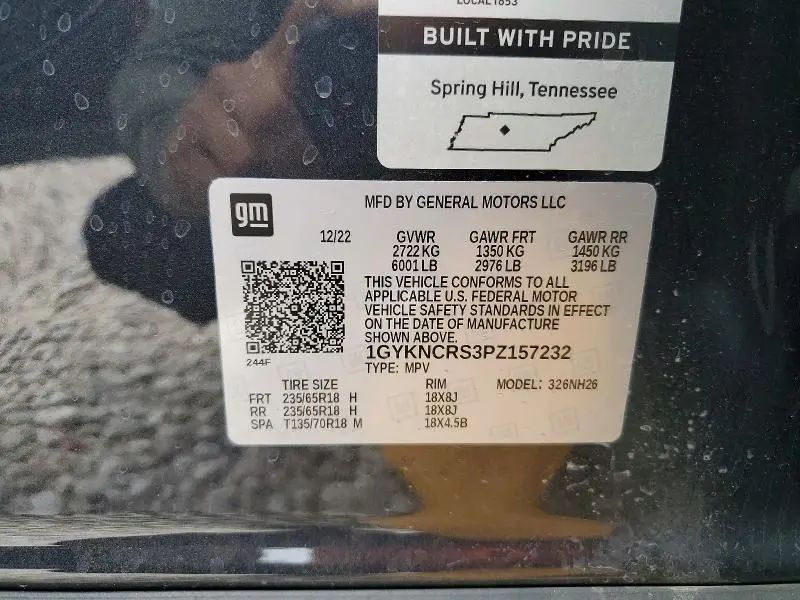 LOCAL 1853
BUILT WITH PRIDE
Spring Hill, Tennessee
gm
MFD BY GENERAL MOTORS LLC
12/22 GVWR GAWR FRT GAWR RR
2722 KG 1350 KG 1450 KG
6001 LB 2976 LB 3196 LB
THIS VEHICLE CONFORMS TO ALL
APPLICABLE U.S. FEDERAL MOTOR
VEHICLE SAFETY STANDARDS IN EFFECT
ON THE DATE OF MANUFACTURE
SHOWN ABOVE.
244F
1GYKNCRS3PZ157232
TYPE: MPV
TIRE SIZE RIM MODEL: 326NH26
FRT 235/65R18 H 18X8J
RR 235/65R18 H 18X8J
SPA T135/70R18 M 18X4.5B